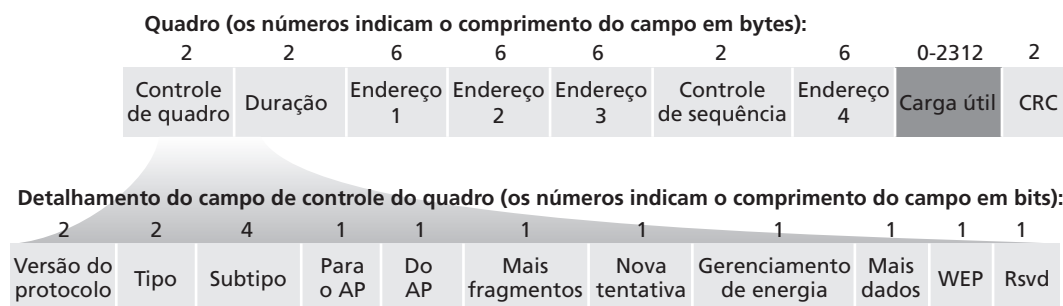 Quadro (os números indicam o comprimento do campo em bytes):
2 2 6 6 6 2 6 0-2312 2
Controle de quadro Duração Endereço 1 Endereço 2 Endereço 3 Controle de sequência Endereço 4 Carga útil CRC
Detalhamento do campo de controle do quadro (os números indicam o comprimento do campo em bits):
2 2 4 1 1 1 1 1 1 1 1
Versão do protocolo Tipo Subtipo Para o AP Do AP Mais fragmentos Nova tentativa Gerenciamento de energia Mais dados WEP Rsvd